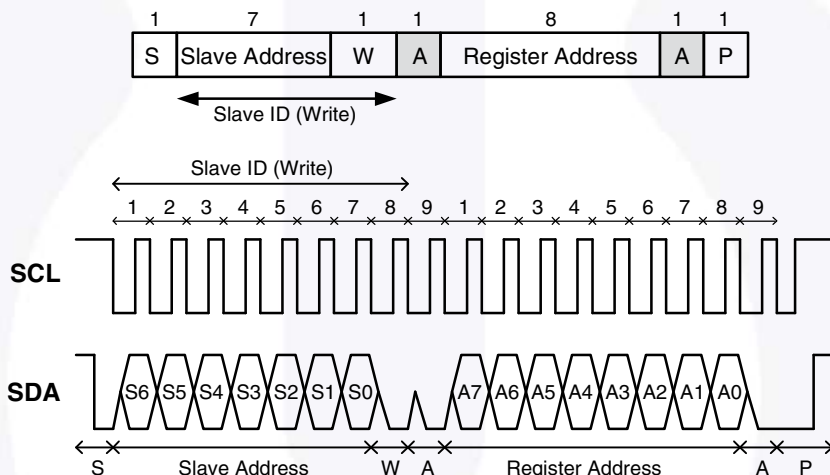 1 7 1 1 8 1 1
S Slave Address W A Register Address A P
Slave ID (Write)
Slave ID (Write)
1 2 3 4 5 6 7 8 9 1 2 3 4 5 6 7 8 9
SCL
SDA S6 S5 S4 S3 S2 S1 S0 A7 A6 A5 A4 A3 A2 A1 A0
S Slave Address W A Register Address A P